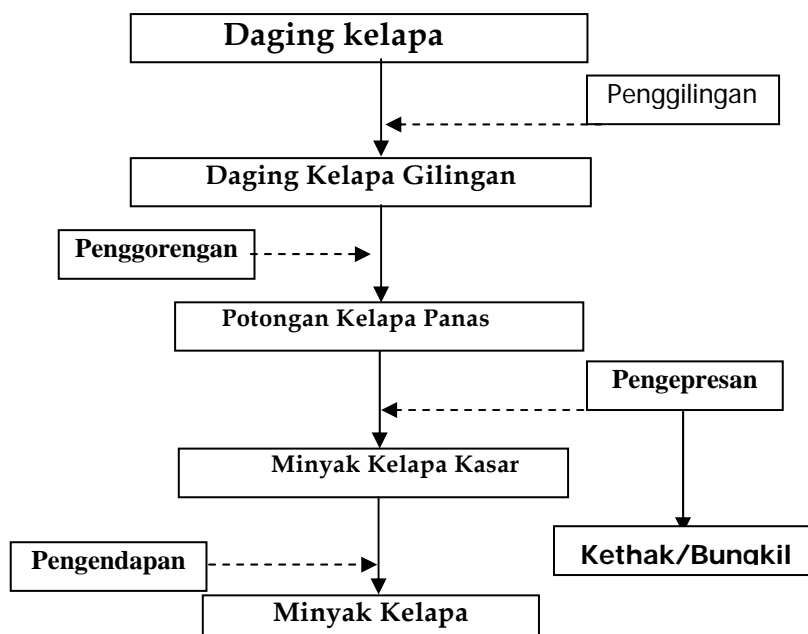 Daging kelapa
Penggilingan
Daging Kelapa Gilingan
Penggorengan
Potongan Kelapa Panas
Pengepresan
Minyak Kelapa Kasar
Pengendapan
Kethak/Bungkil
Minyak Kelapa